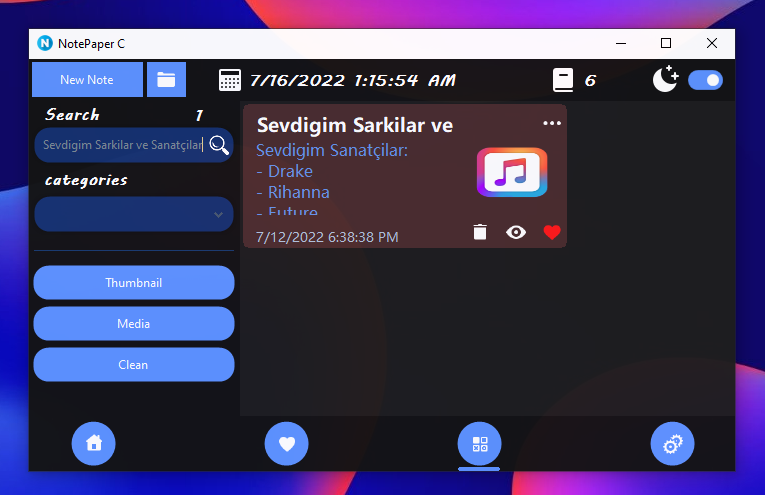 NotePaper C
New Note
7/16/2022 1:15:54 AM
6
Search 1
Sevdigim Sarkilar ve Sanatçilar
categories
Thumbnail
Media
Clean
Sevdigim Sarkilar ve
Sevdigim Sanatçilar:
- Drake
- Rihanna
- Future
7/12/2022 6:38:38 PM